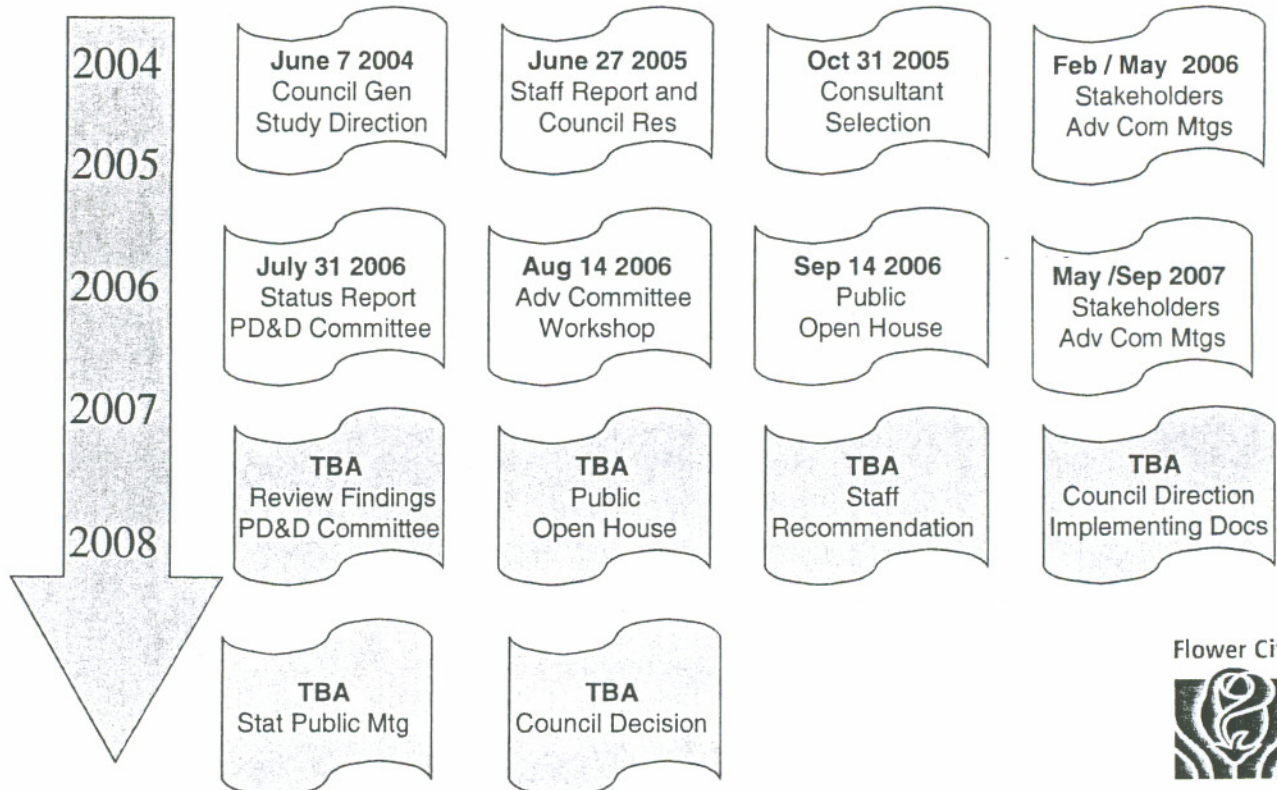 2004
2005
2006
2007
2008
June 7 2004
Council Gen
Study Direction
June 27 2005
Staff Report and
Council Res
Oct 31 2005
Consultant
Selection
Feb / May 2006
Stakeholders
Adv Com Mtgs
July 31 2006
Status Report
PD&D Committee
Aug 14 2006
Adv Committee
Workshop
Sep 14 2006
Public
Open House
May /Sep 2007
Stakeholders
Adv Com Mtgs
TBA
Review Findings
PD&D Committee
TBA
Public
Open House
TBA
Staff
Recommendation
TBA
Council Direction
Implementing Docs
TBA
Stat Public Mtg
TBA
Council Decision
Flower Ci